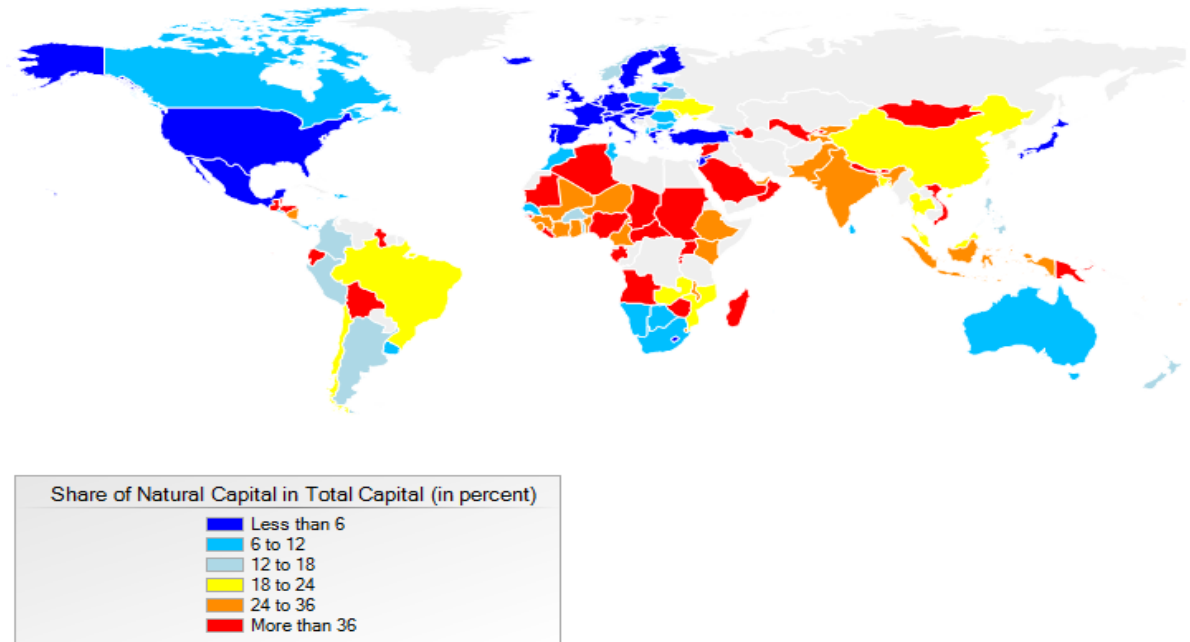 Share of Natural Capital in Total Capital (in percent)
Less than 6
6 to 12
12 to 18
18 to 24
24 to 36
More than 36